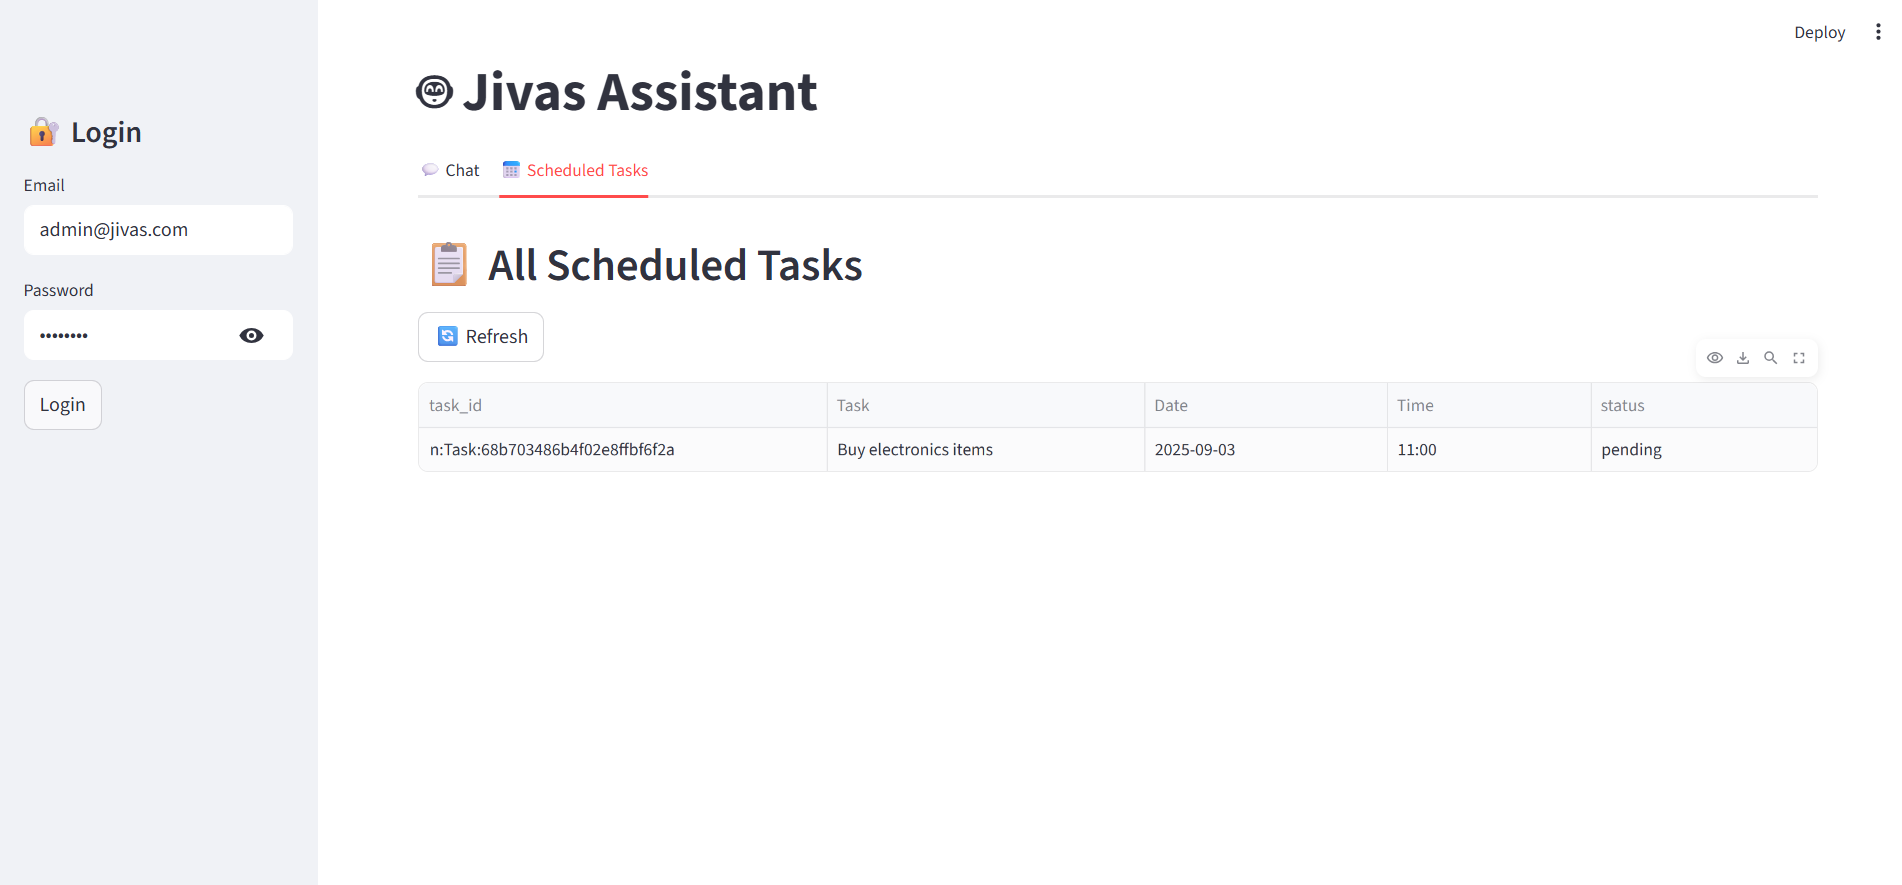 Deploy
Login
Email
admin@jivas.com
Password
••••••••
Login
Jivas Assistant
Chat
Scheduled Tasks
All Scheduled Tasks
Refresh
task_id Task Date Time status
n:Task:68b703486b4f02e8ffbf6f2a Buy electronics items 2025-09-03 11:00 pending